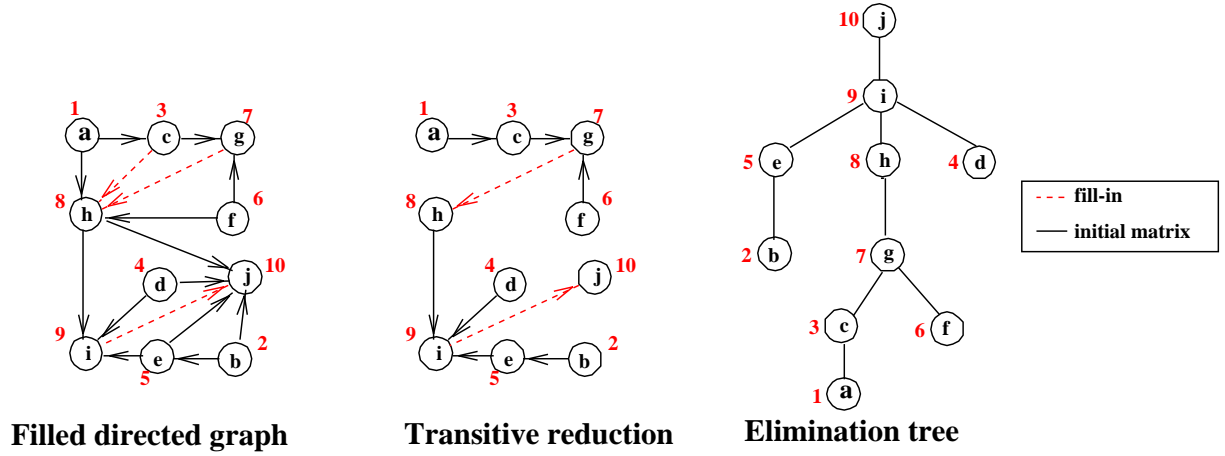 1
3
7
a
c
g
8
6
h
f
4
10
d
j
9
2
i
e
b
5
Filled directed graph
1
3
7
a
c
g
8
6
h
f
4
10
d
j
9
2
i
e
b
5
Transitive reduction
10
j
9
i
5
e
8
h
4
d
2
b
7
g
3
c
6
f
1
a
Elimination tree
fill-in
initial matrix